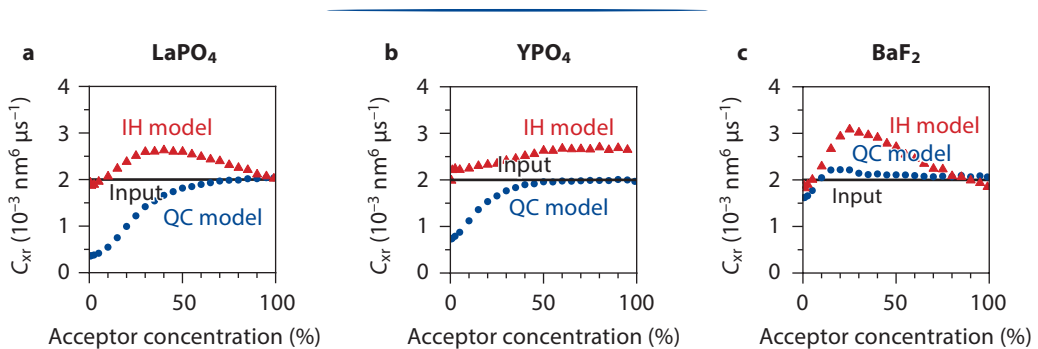 a LaPO₄
4
3
2
1
0
IH model
Input
QC model
0 50 100
Cxr (10⁻³ nm⁶ µs⁻¹)
Acceptor concentration (%)
b YPO₄
4
3
2
1
0
IH model
Input
QC model
0 50 100
Cxr (10⁻³ nm⁶ µs⁻¹)
Acceptor concentration (%)
c BaF₂
4
3
2
1
0
IH model
QC model
Input
0 50 100
Cxr (10⁻³ nm⁶ µs⁻¹)
Acceptor concentration (%)